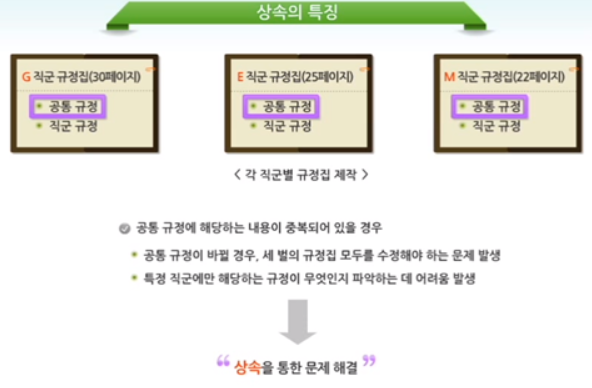 상속의 특징
G 직군 규정집(30페이지)
공통 규정
직군 규정
E 직군 규정집(25페이지)
공통 규정
직군 규정
M 직군 규정집(22페이지)
공통 규정
직군 규정
< 각 직군별 규정집 제작 >
공통 규정에 해당하는 내용이 중복되어 있을 경우
공통 규정이 바뀔 경우, 세 벌의 규정집 모두를 수정해야 하는 문제 발생
특정 직군에만 해당하는 규정이 무엇인지 파악하는 데 어려움 발생
“ 상속을 통한 문제 해결 ”